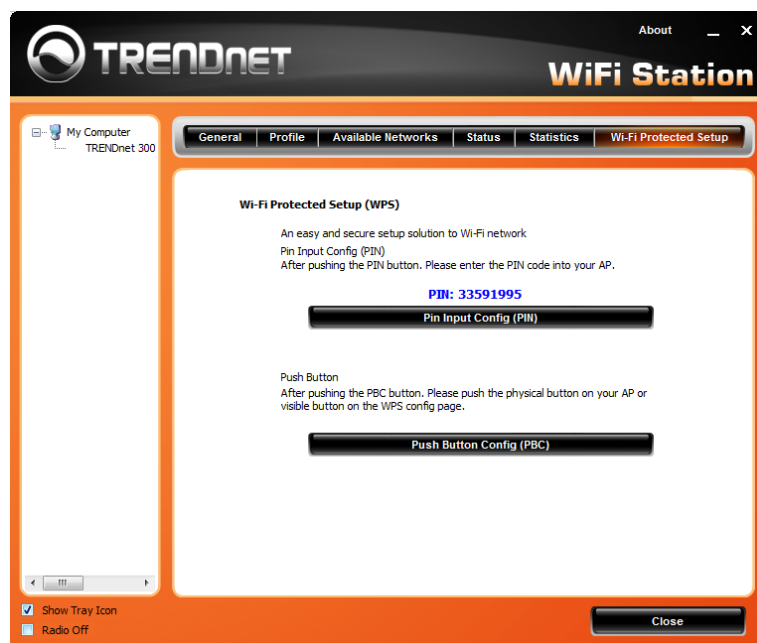 About
TRENDnet
WiFi Station
My Computer
TRENDnet 300
General Profile Available Networks Status Statistics Wi-Fi Protected Setup
Wi-Fi Protected Setup (WPS)
An easy and secure setup solution to Wi-Fi network
Pin Input Config (PIN)
After pushing the PIN button. Please enter the PIN code into your AP.
PIN: 33591995
Pin Input Config (PIN)
Push Button
After pushing the PBC button. Please push the physical button on your AP or
visible button on the WPS config page.
Push Button Config (PBC)
Show Tray Icon
Radio Off
Close